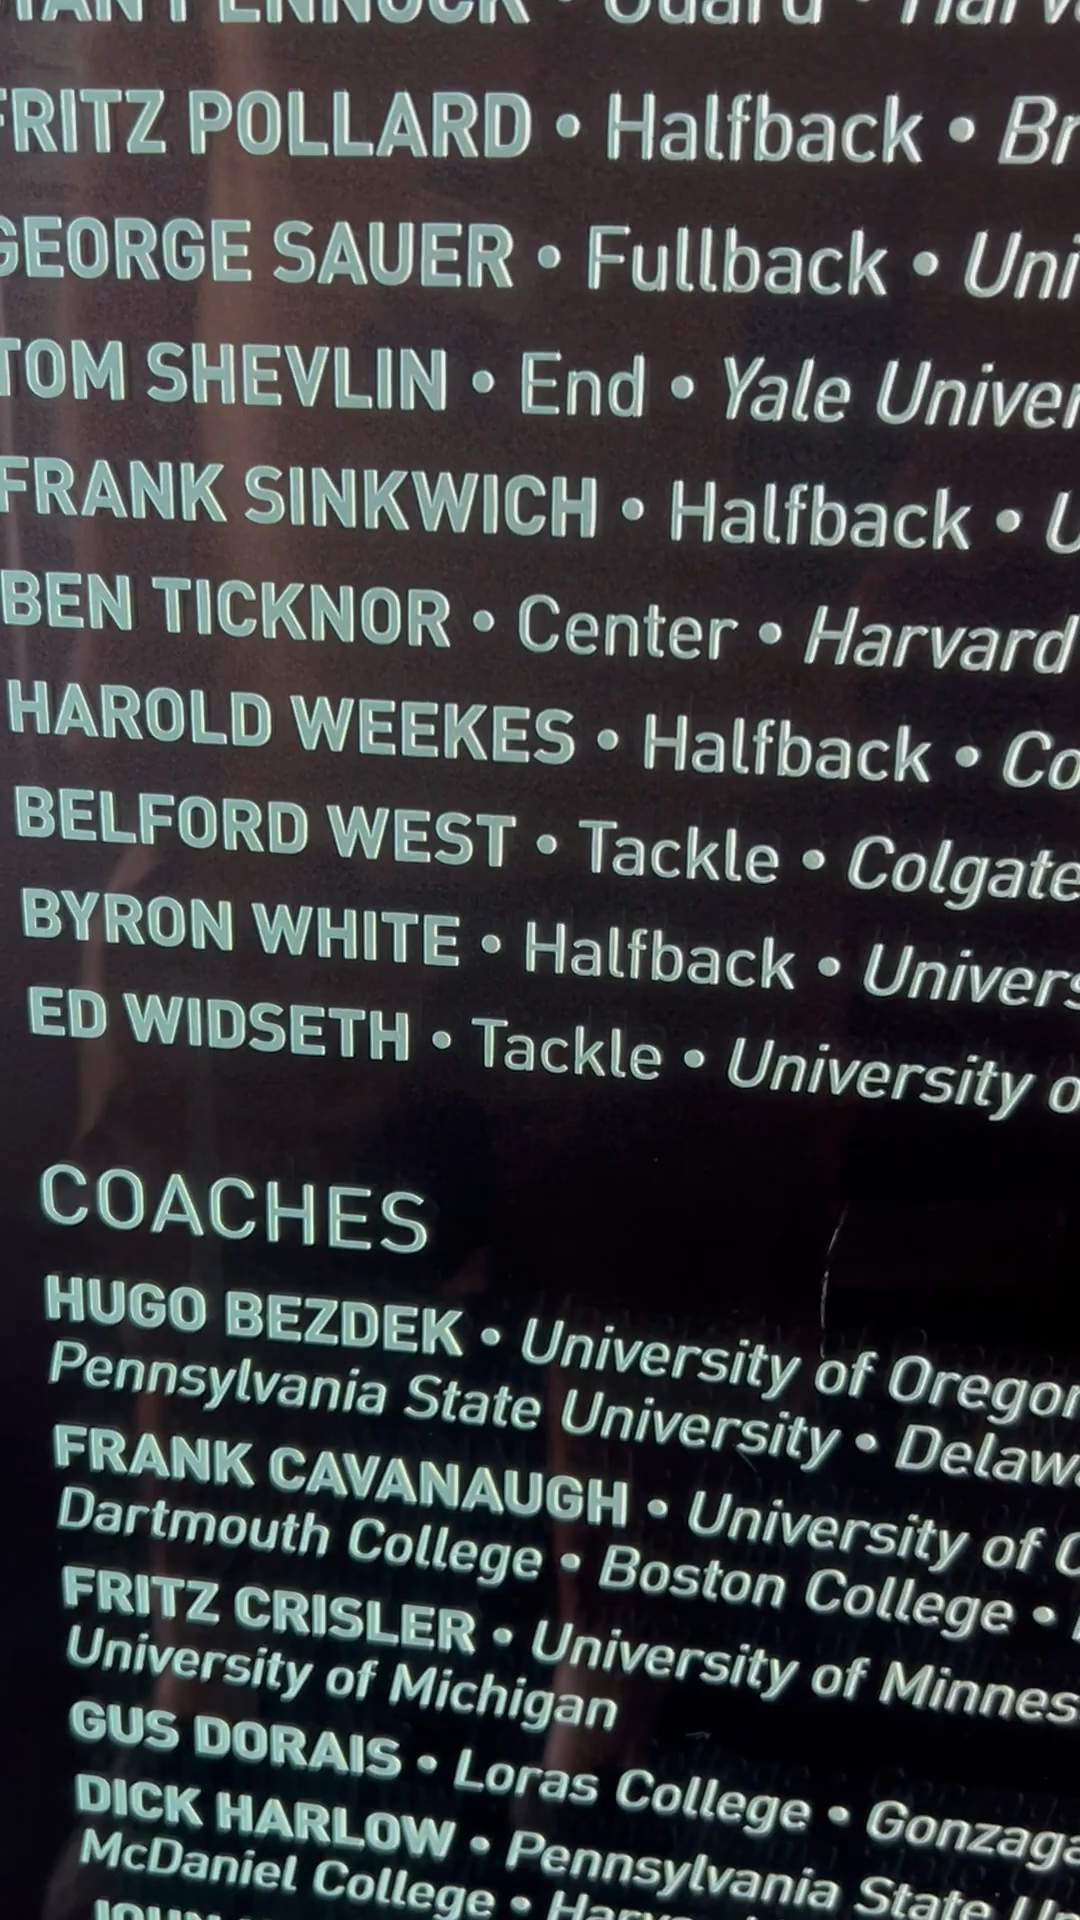 PENNOCK • Guard •
FRITZ POLLARD • Halfback •
GEORGE SAUER • Fullback •
TOM SHEVLIN • End • Yale
FRANK SINKWICH • Halfback •
BEN TICKNOR • Center • Harvard
HAROLD WEEKES • Halfback •
BELFORD WEST • Tackle • Colgate
BYRON WHITE • Halfback •
ED WIDSETH • Tackle • University
COACHES
HUGO BEZDEK • University of
Pennsylvania State University •
FRANK CAVANAUGH • University of
Dartmouth College • Boston College •
FRITZ CRISLER • University of
University of Michigan
GUS DORAIS • Loras College •
DICK HARLOW • Pennsylvania State
McDaniel College •